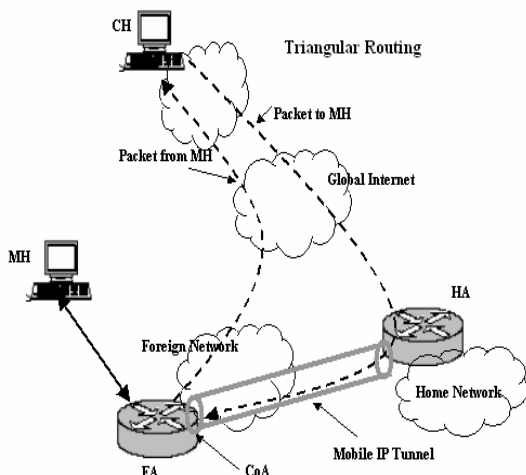 CH
Triangular Routing
Packet to MH
Packet from MH
Global Internet
MH
HA
Foreign Network
Home Network
Mobile IP Tunnel
FA
CoA